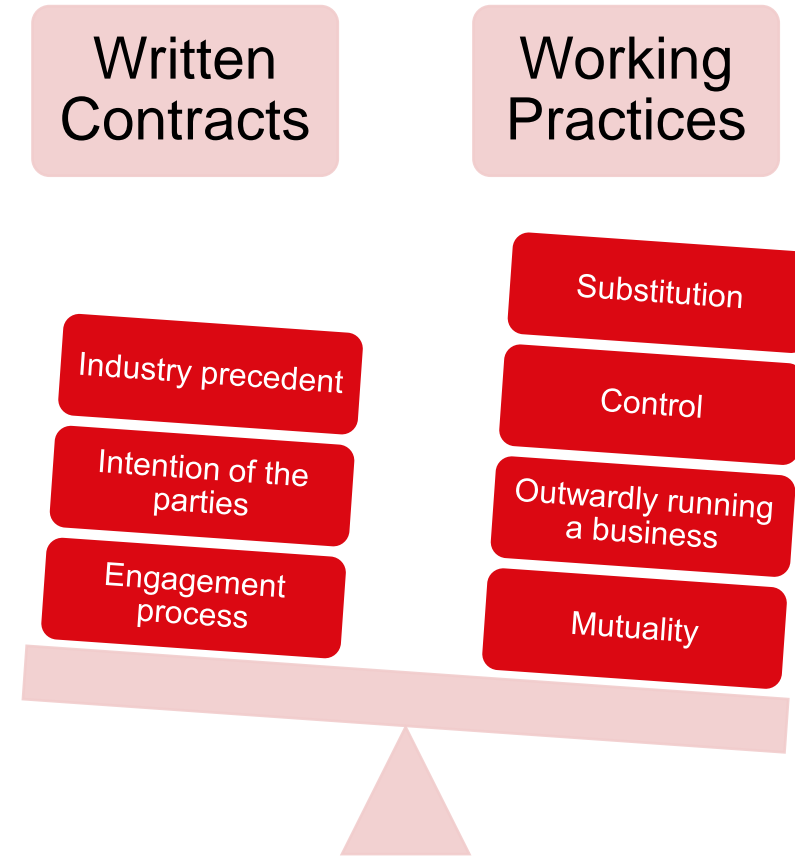 Written
Contracts
Working
Practices
Industry precedent
Intention of the
parties
Engagement
process
Substitution
Control
Outwardly running
a business
Mutuality